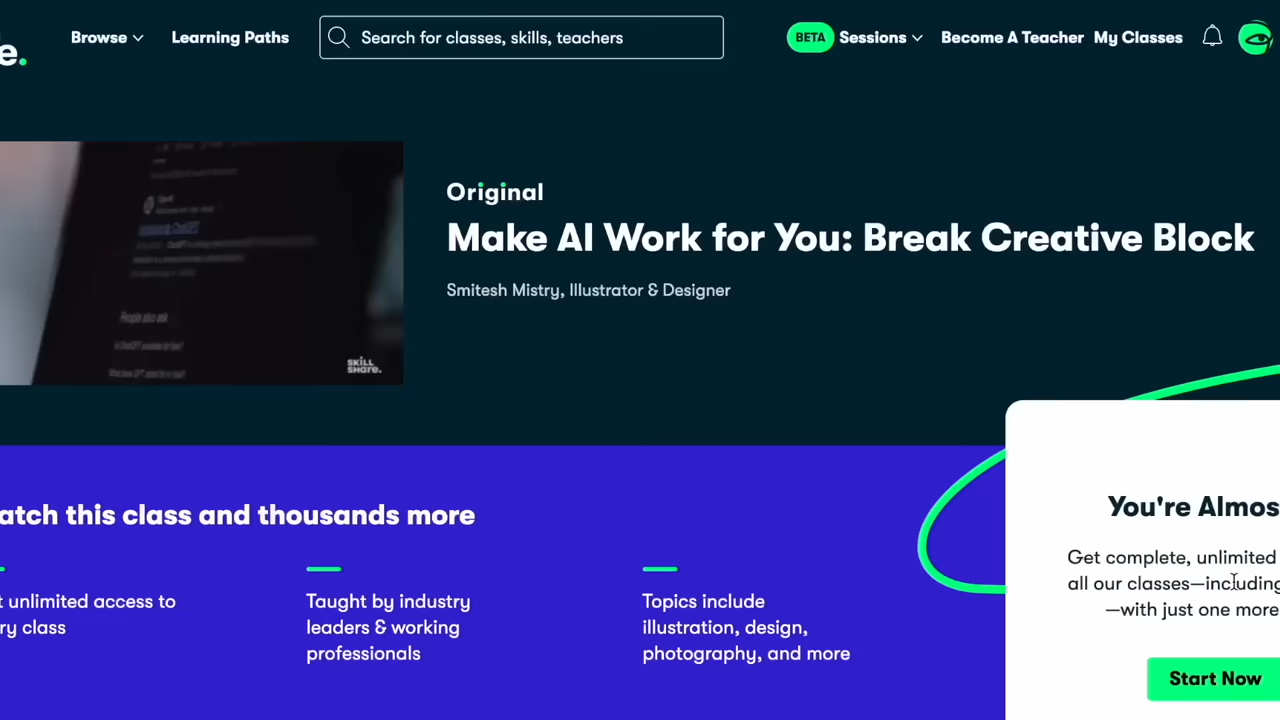 e.
Browse
Learning Paths
Search for classes, skills, teachers
BETA
Sessions
Become A Teacher
My Classes
SKILL
SHARE.
Original
Make AI Work for You: Break Creative Block
Smitesh Mistry, Illustrator & Designer
atch this class and thousands more
t unlimited access to
ry class
Taught by industry
leaders & working
professionals
Topics include
illustration, design,
photography, and more
You're Almos
Get complete, unlimited
all our classes—including
—with just one more
Start Now